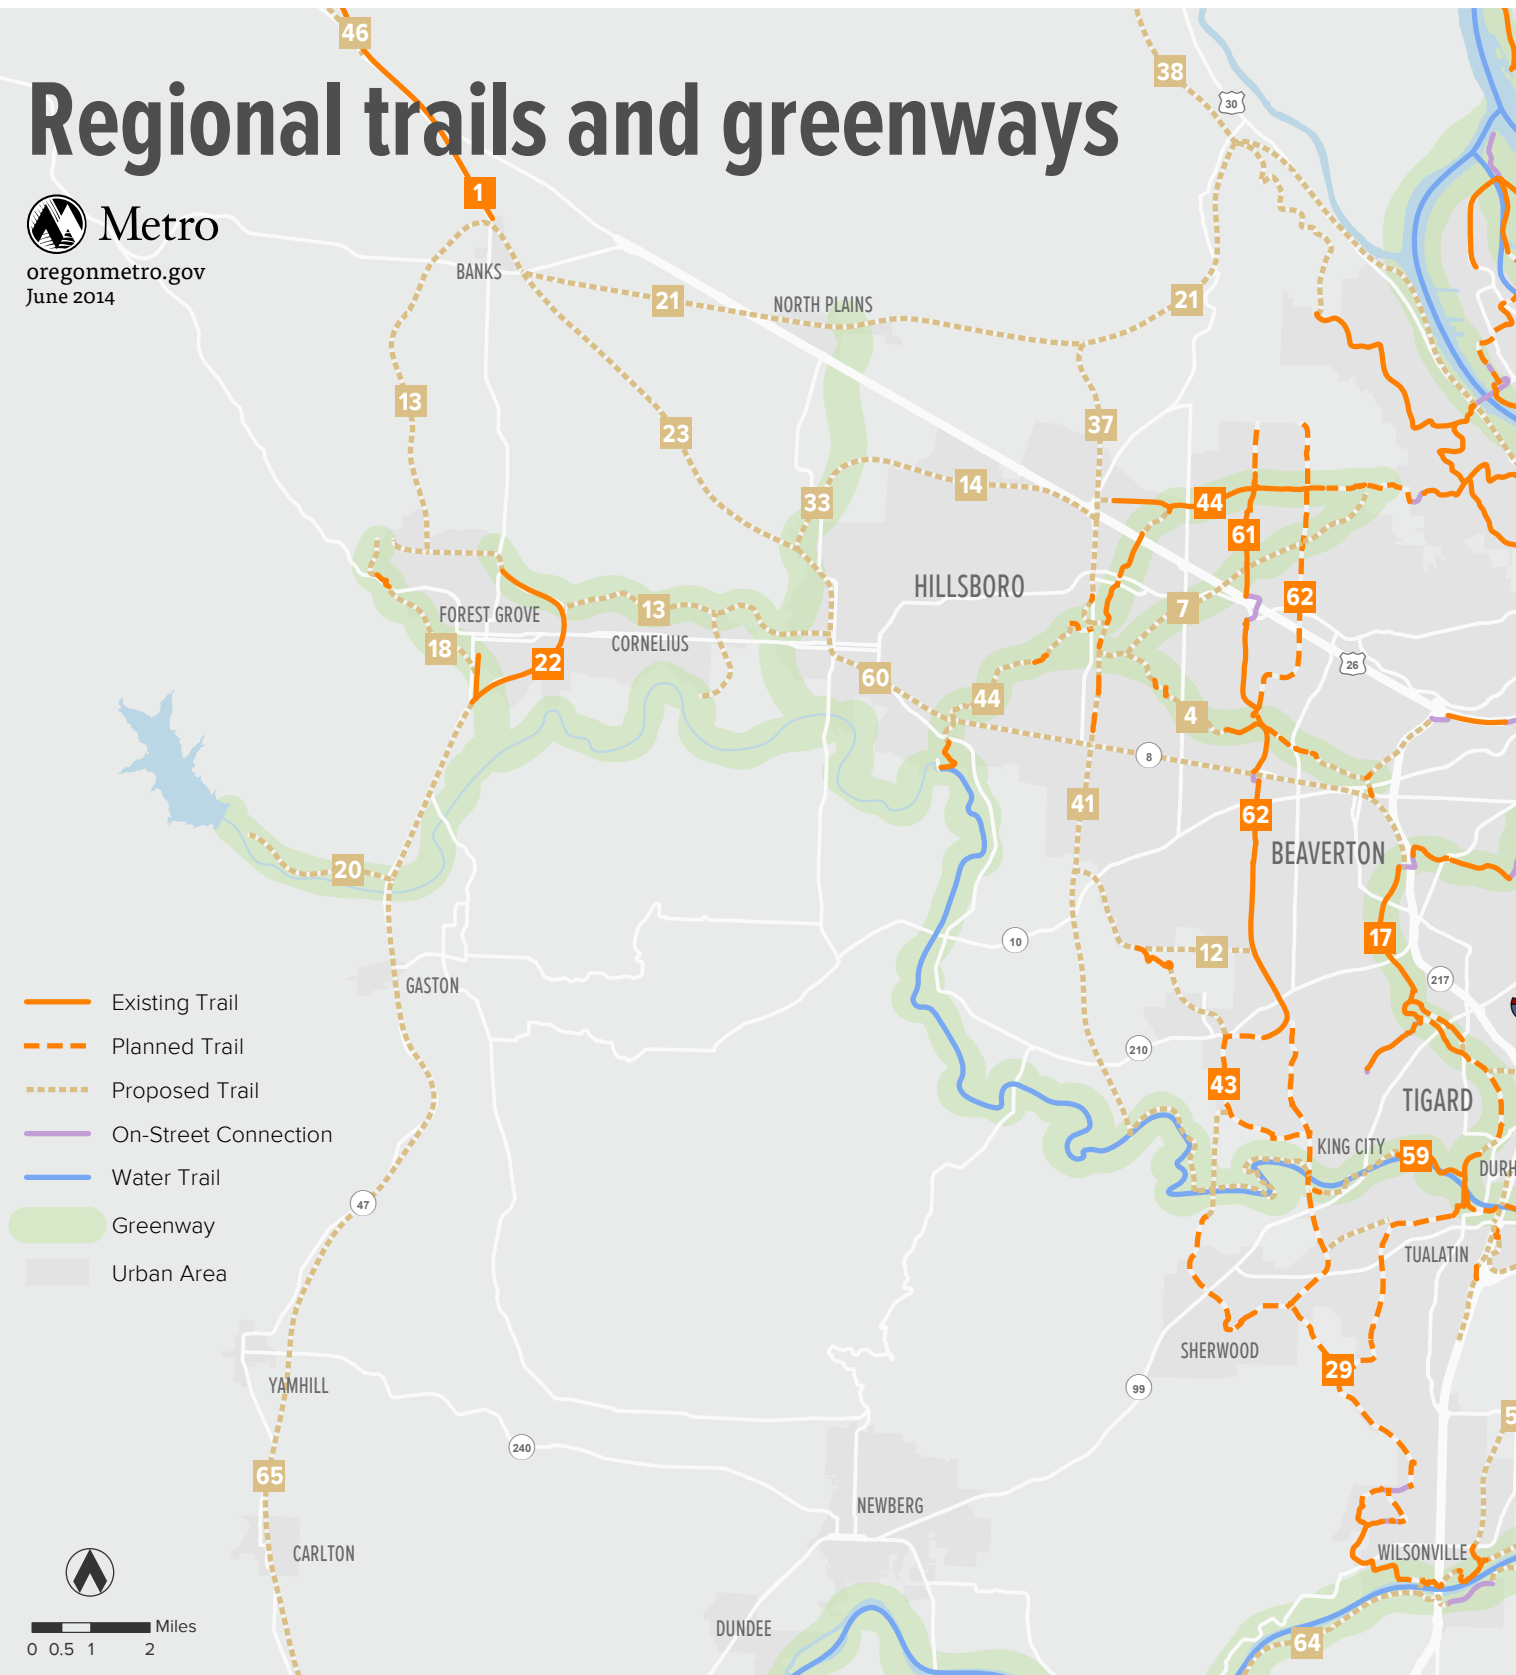 46
38
30
Regional trails and greenways
1
Metro
oregonmetro.gov
June 2014
BANKS
21
NORTH PLAINS
21
13
23
37
14
33
44
61
HILLSBORO
62
7
FOREST GROVE
13
CORNELIUS
18
22
26
60
44
4
8
41
62
BEAVERTON
20
17
12
10
217
GASTON
Existing Trail
Planned Trail
Proposed Trail
On-Street Connection
Water Trail
Greenway
Urban Area
210
43
TIGARD
KING CITY
59
DURH
47
TUALATIN
SHERWOOD
29
99
YAMHILL
5
240
65
NEWBERG
CARLTON
WILSONVILLE
DUNDEE
64
Miles
0 0.5 1 2